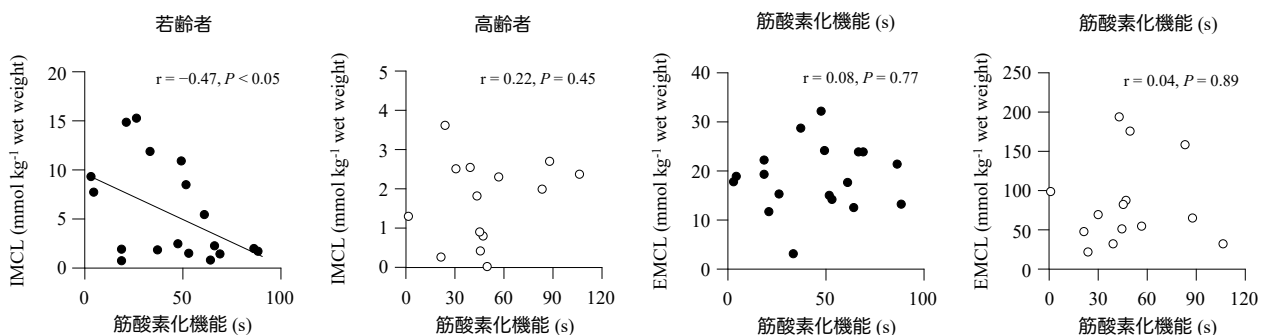 若齢者
IMCL (mmol kg⁻¹ wet weight)
20
15
10
5
0
r = −0.47, P < 0.05
0 50 100
筋酸素化機能 (s)
高齢者
IMCL (mmol kg⁻¹ wet weight)
5
4
3
2
1
0
r = 0.22, P = 0.45
0 30 60 90 120
筋酸素化機能 (s)
筋酸素化機能 (s)
EMCL (mmol kg⁻¹ wet weight)
40
30
20
10
0
r = 0.08, P = 0.77
0 50 100
筋酸素化機能 (s)
筋酸素化機能 (s)
EMCL (mmol kg⁻¹ wet weight)
250
200
150
100
50
0
r = 0.04, P = 0.89
0 30 60 90 120
筋酸素化機能 (s)